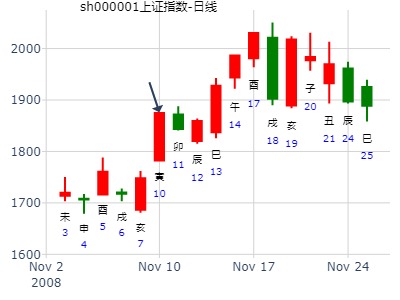 sh000001上证指数-日线
2000
1900
1800
1700
1600
未
3
申
4
酉
5
戌
6
亥
7
寅
10
卯
11
辰
12
巳
13
午
14
酉
17
戌
18
亥
19
子
20
丑
21
辰
24
巳
25
Nov 2
2008
Nov 10
Nov 17
Nov 24